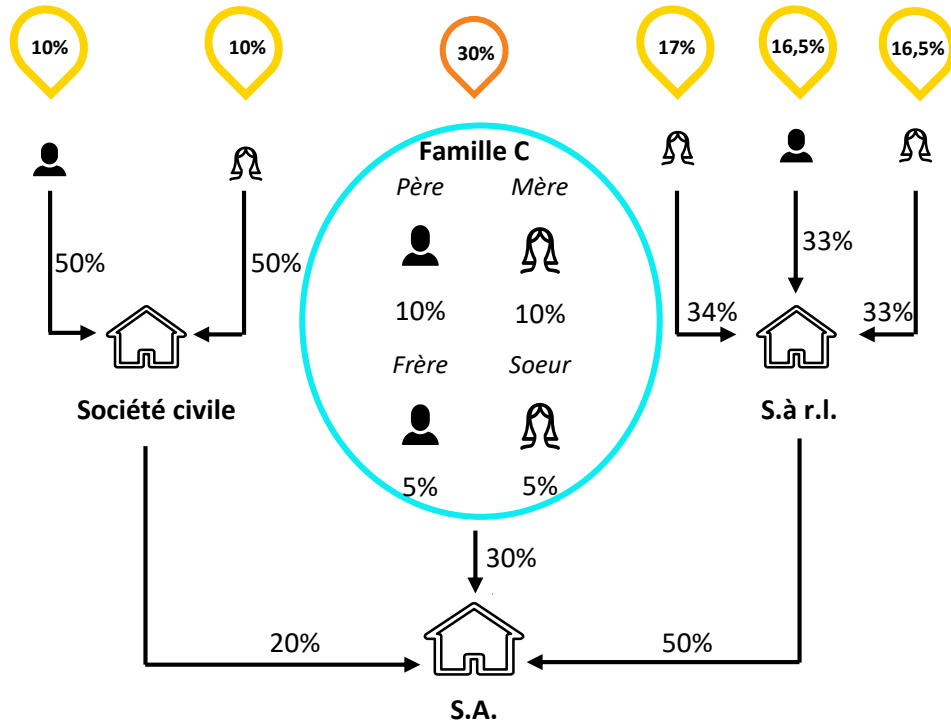 10% 10% 30% 17% 16,5% 16,5%
Famille C
Père Mère
50% 50% 33%
10% 10% 34% 33%
Frère Soeur
Société civile S.à r.l.
5% 5%
30%
20% 50%
S.A.